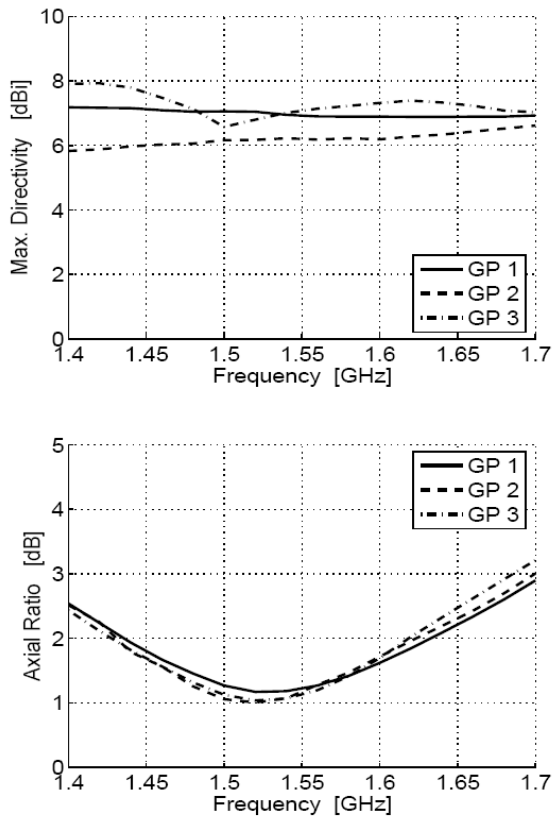 10
8
6
4
2
0
Max. Directivity [dBi]
GP 1
GP 2
GP 3
1.4 1.45 1.5 1.55 1.6 1.65 1.7
Frequency [GHz]
5
4
3
2
1
0
Axial Ratio [dB]
GP 1
GP 2
GP 3
1.4 1.45 1.5 1.55 1.6 1.65 1.7
Frequency [GHz]